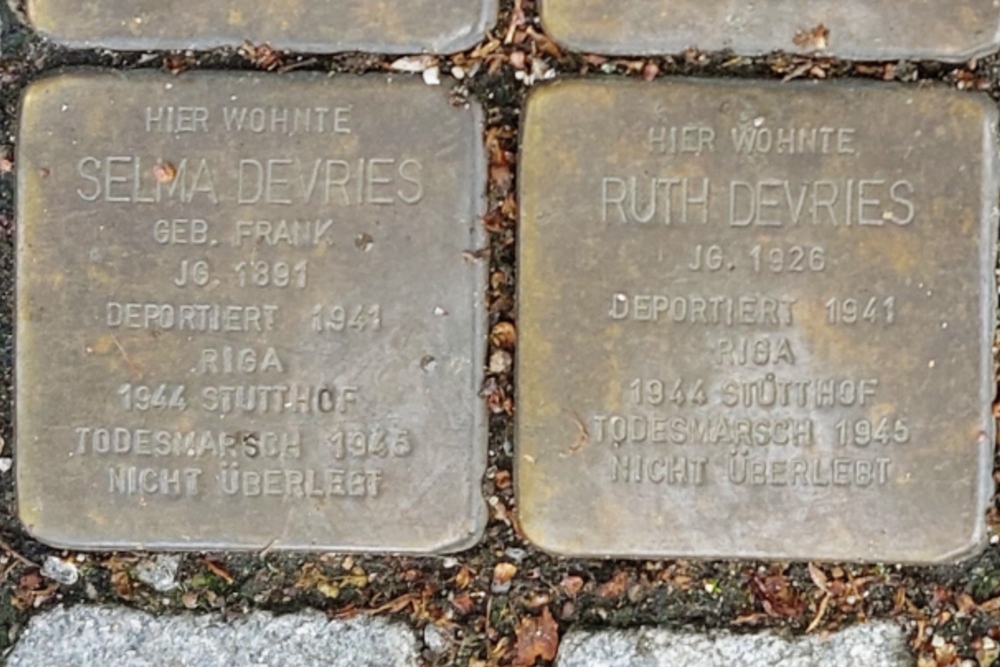 HIER WOHNTE
SELMA DEVRIES
GEB. FRANK
JG. 1891
DEPORTIERT 1941
RIGA
1944 STUTTHOF
TODESMARSCH 1945
NICHT ÜBERLEBT
HIER WOHNTE
RUTH DEVRIES
JG. 1926
DEPORTIERT 1941
RIGA
1944 STUTTHOF
TODESMARSCH 1945
NICHT ÜBERLEBT